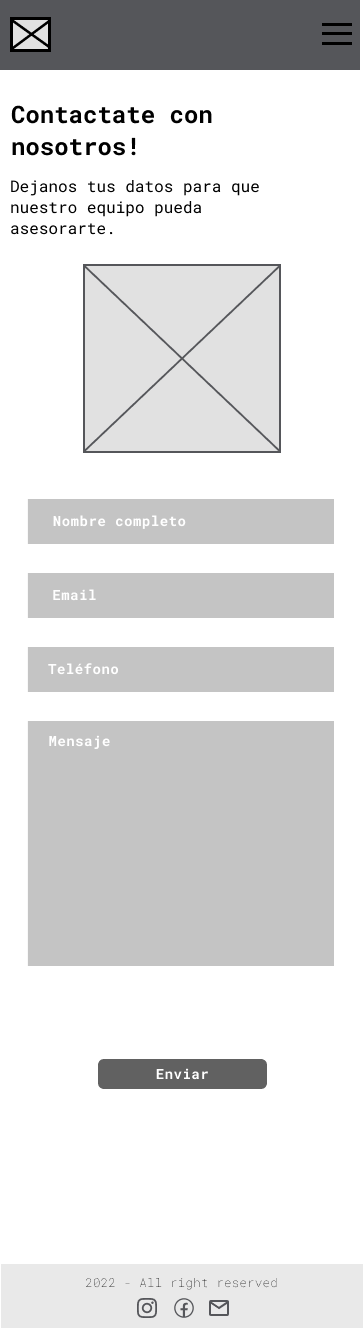 Contactate con
nosotros!
Dejanos tus datos para que
nuestro equipo pueda
asesorarte.
Nombre completo
Email
Teléfono
Mensaje
Enviar
2022 - All right reserved